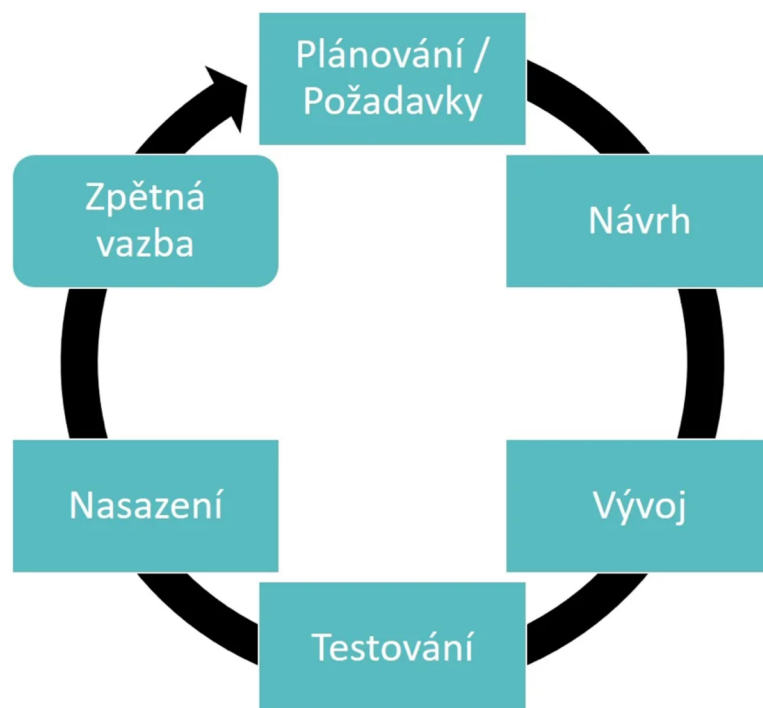 Plánování /
Požadavky
Návrh
Vývoj
Testování
Nasazení
Zpětná
vazba